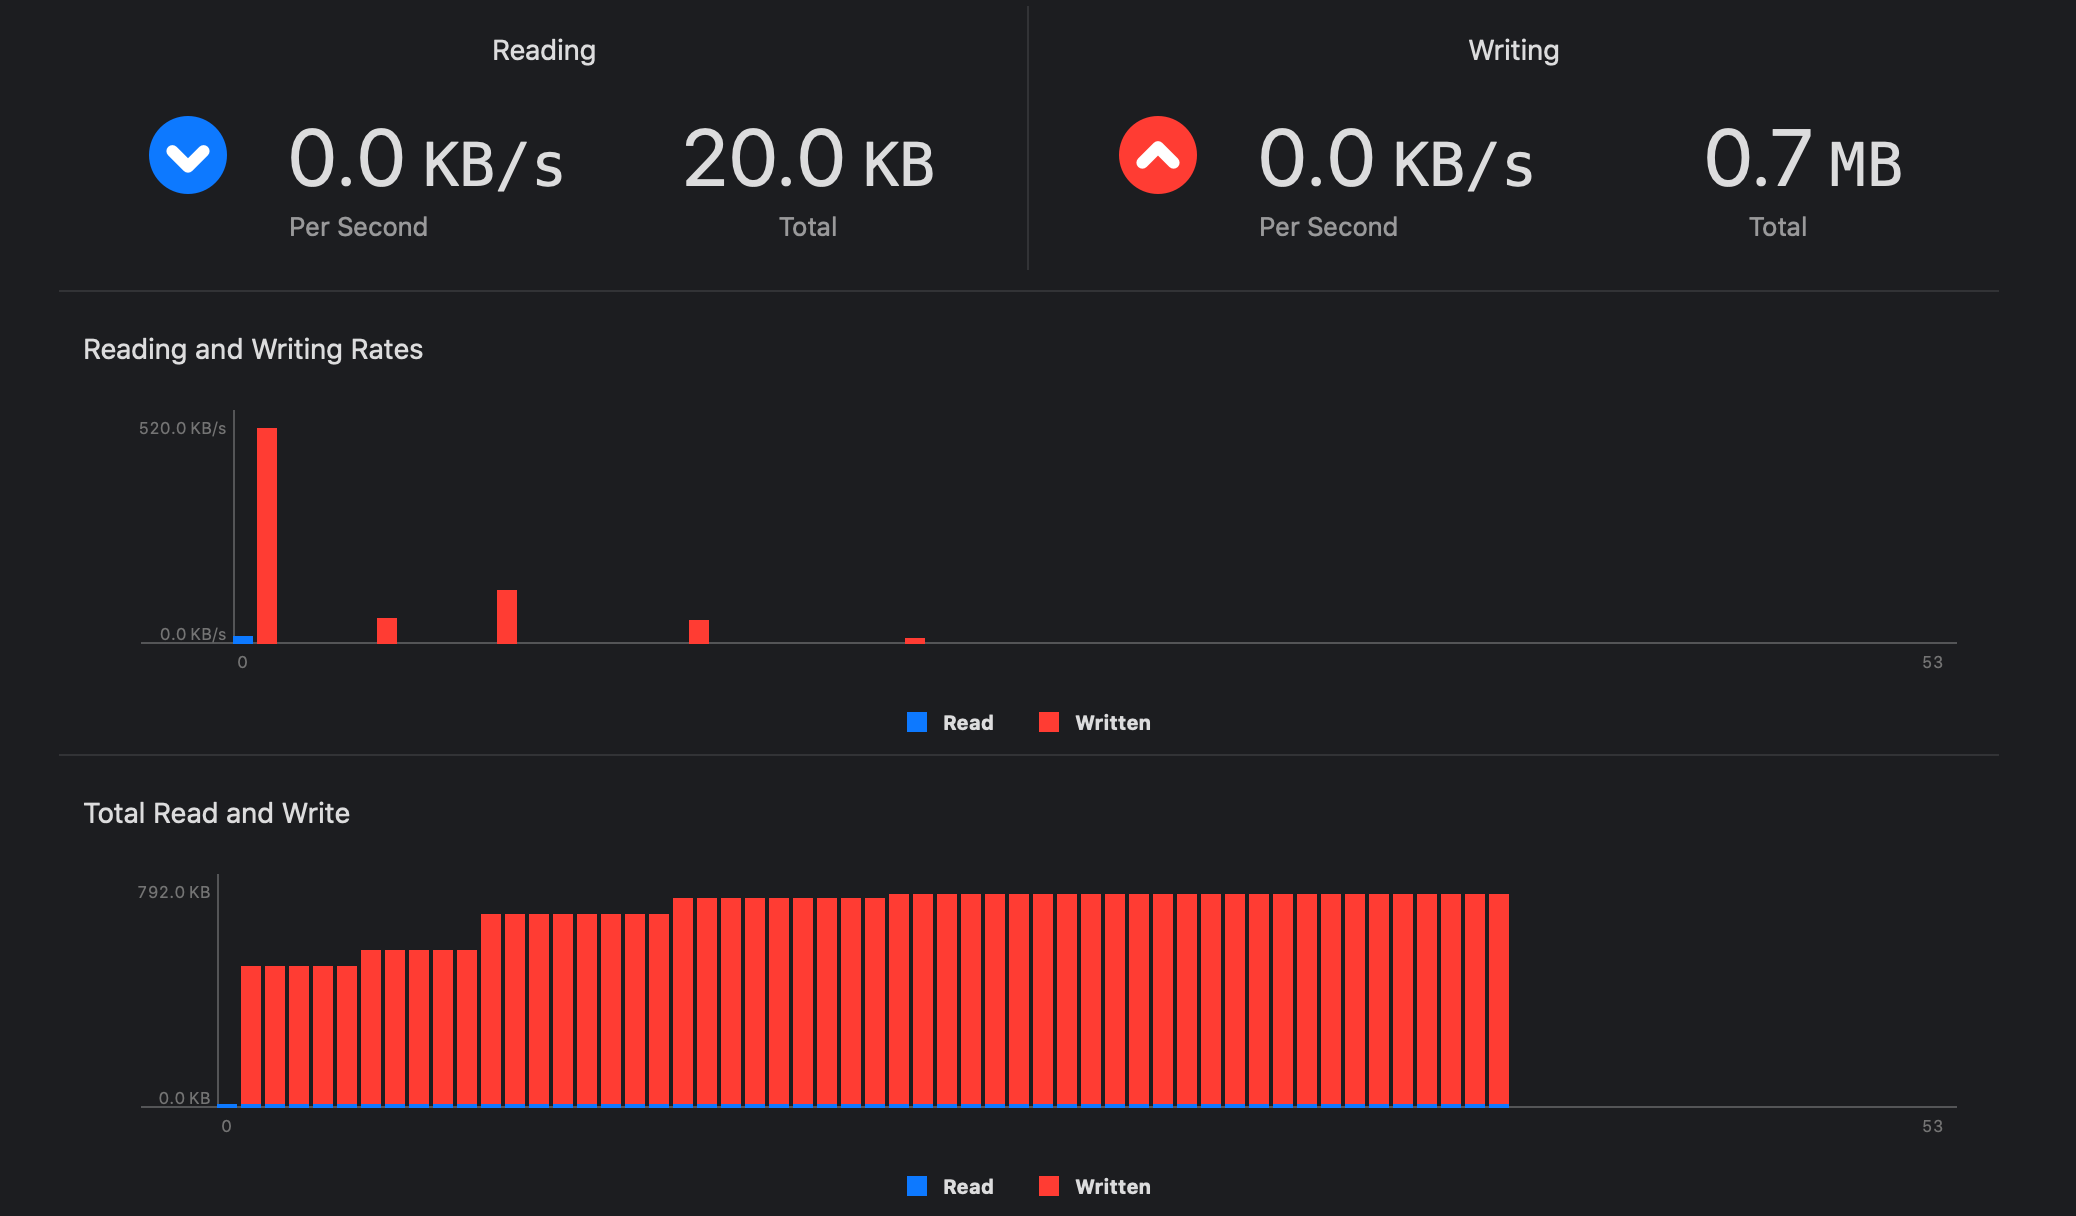 Reading
0.0 KB/s
Per Second
20.0 KB
Total
Writing
0.0 KB/s
Per Second
0.7 MB
Total
Reading and Writing Rates
520.0 KB/s
0.0 KB/s
0
53
Read
Written
Total Read and Write
792.0 KB
0.0 KB
0
53
Read
Written